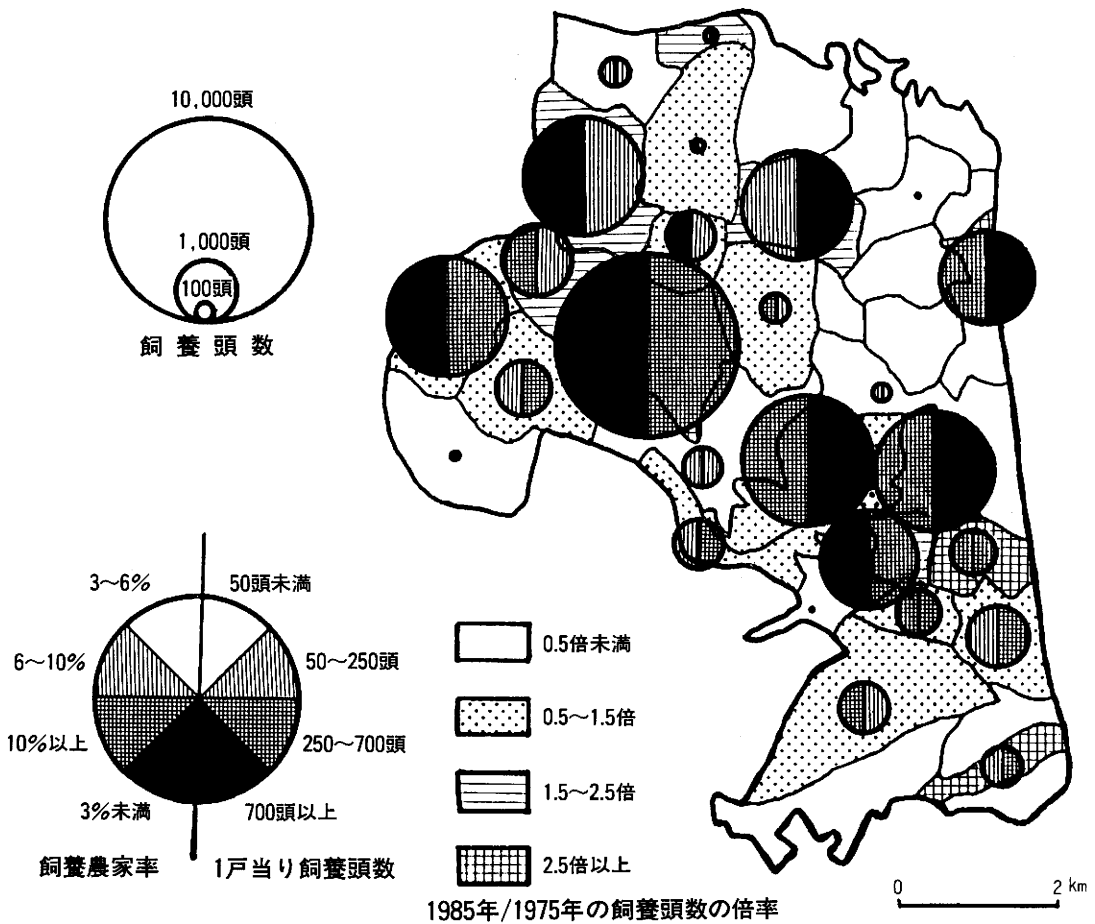 10,000頭
1,000頭
100頭
飼養頭数
3〜6% 50頭未満
6〜10% 50〜250頭
10%以上 250〜700頭
3%未満 700頭以上
飼養農家率 1戸当り飼養頭数
0.5倍未満
0.5〜1.5倍
1.5〜2.5倍
2.5倍以上
1985年/1975年の飼養頭数の倍率
0 2 km